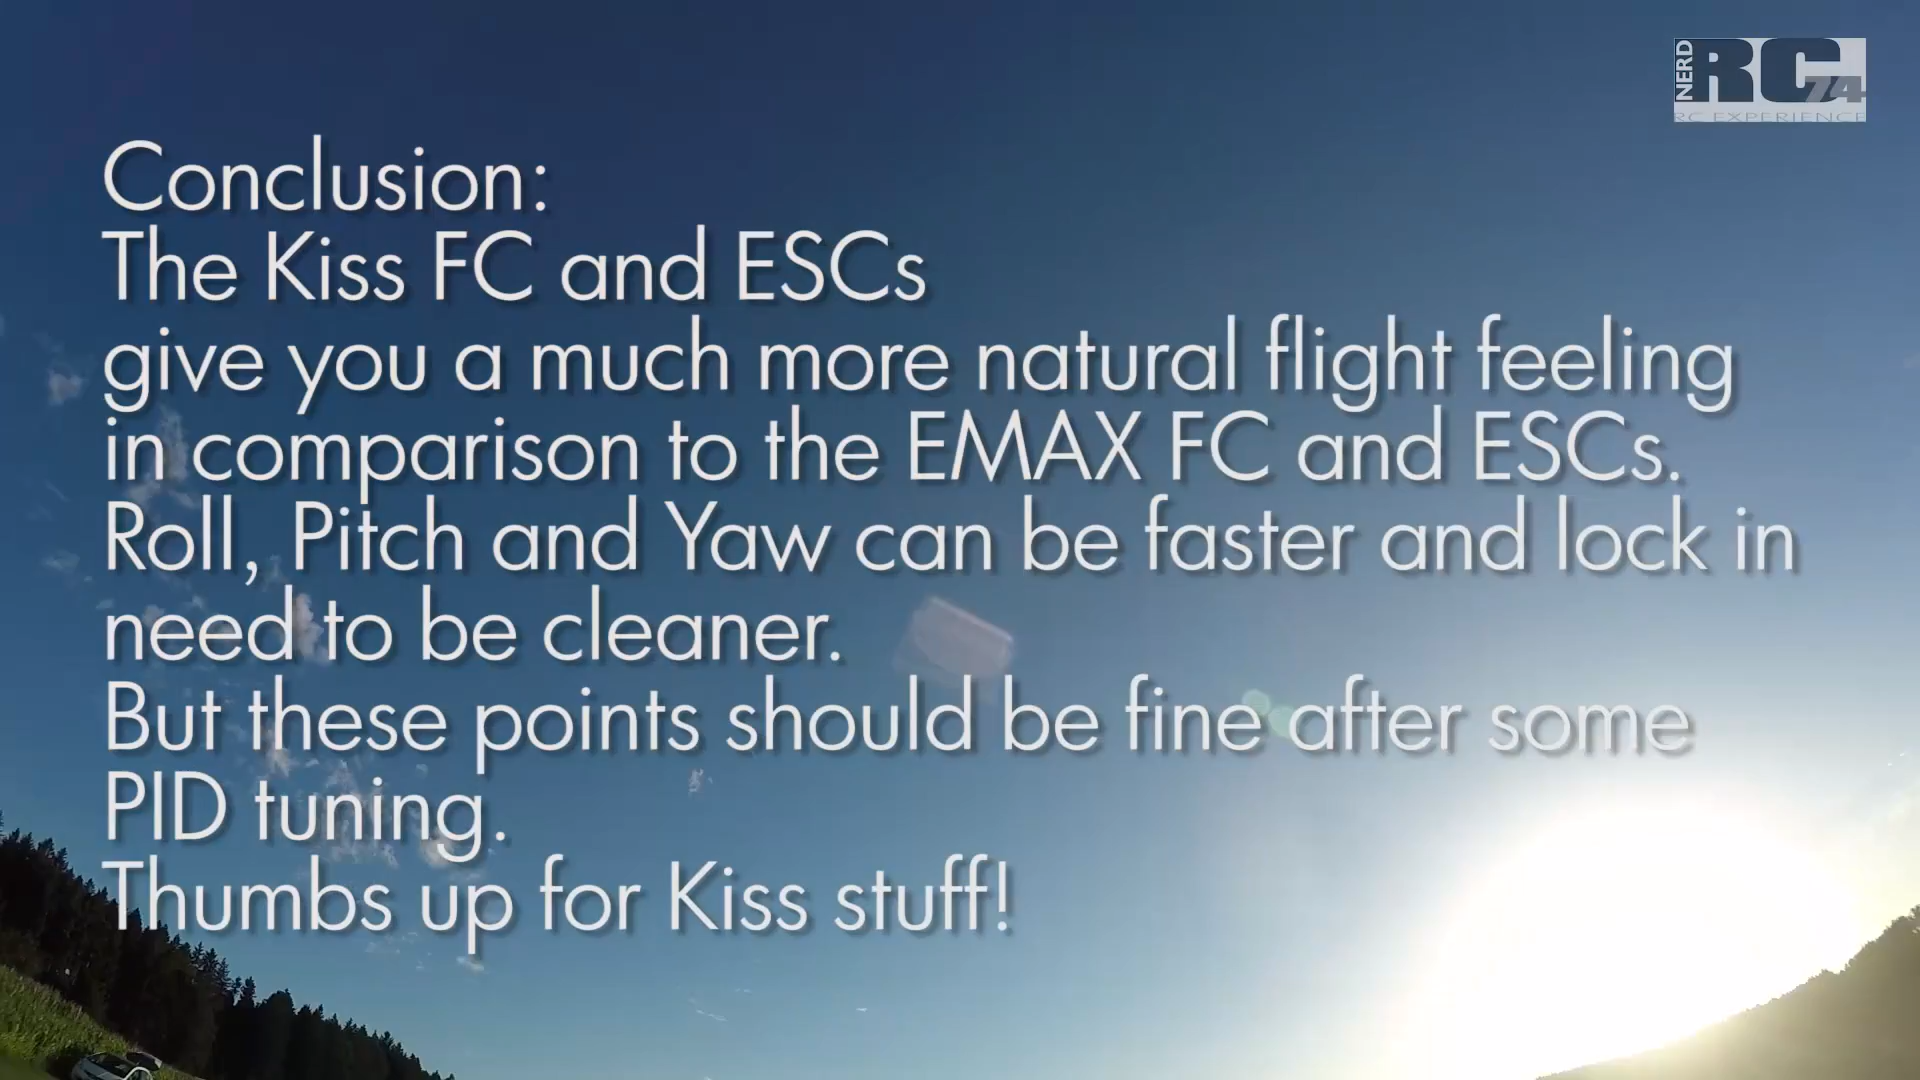 NERD RC 74
RC EXPERIENCE
Conclusion:
The Kiss FC and ESCs
give you a much more natural flight feeling
in comparison to the EMAX FC and ESCs.
Roll, Pitch and Yaw can be faster and lock in
need to be cleaner.
But these points should be fine after some
PID tuning.
Thumbs up for Kiss stuff!